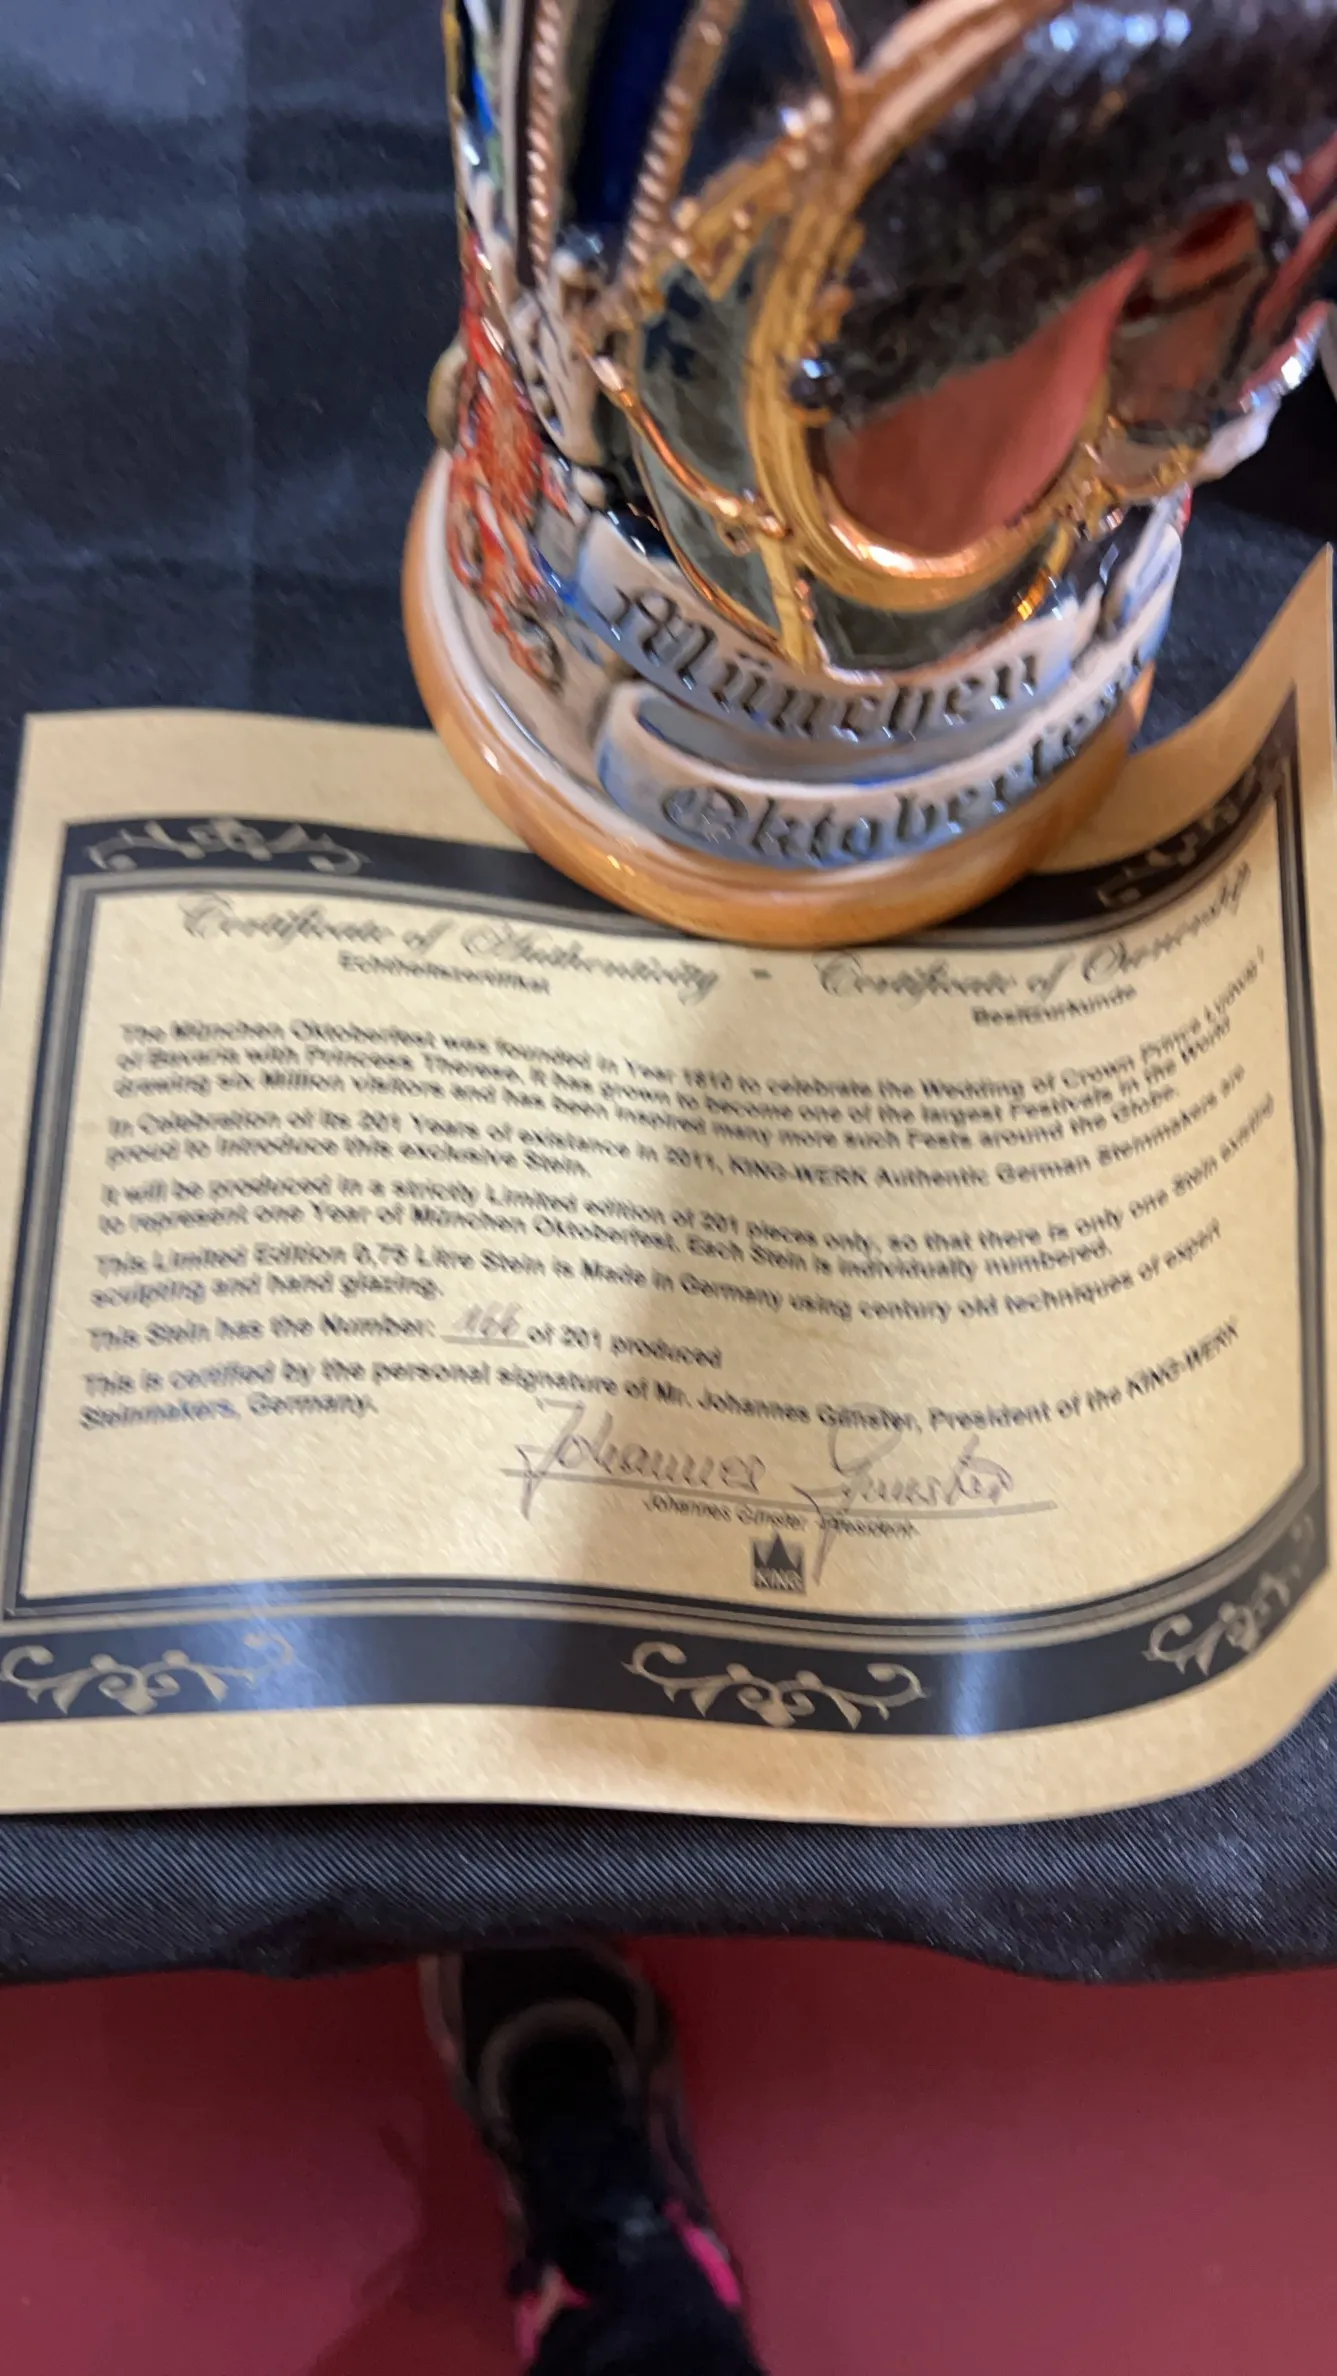 München
Oktoberfest
Certificate of Authenticity - Certificate of Ownership
Echtheitszertifikat Besitzurkunde
The München Oktoberfest was founded in Year 1810 to celebrate the Wedding of Crown Prince Ludwig I
of Bavaria with Princess Therese. It has grown to become one of the largest Festivals in the World
drawing six Million visitors and has been inspired many more such Fests around the Globe.
In Celebration of its 201 Years of existance in 2011, KING-WERK Authentic German Steinmakers are
proud to introduce this exclusive Stein.
It will be produced in a strictly Limited edition of 201 pieces only, so that there is only one Stein existing
to represent one Year of München Oktoberfest. Each Stein is individually numbered.
This Limited Edition 0,75 Litre Stein is Made in Germany using century old techniques of expert
sculpting and hand glazing.
This Stein has the Number: 166 of 201 produced
This is certified by the personal signature of Mr. Johannes Günster, President of the KING-WERK
Steinmakers, Germany.
Johannes Günster
Johannes Günster President
KING